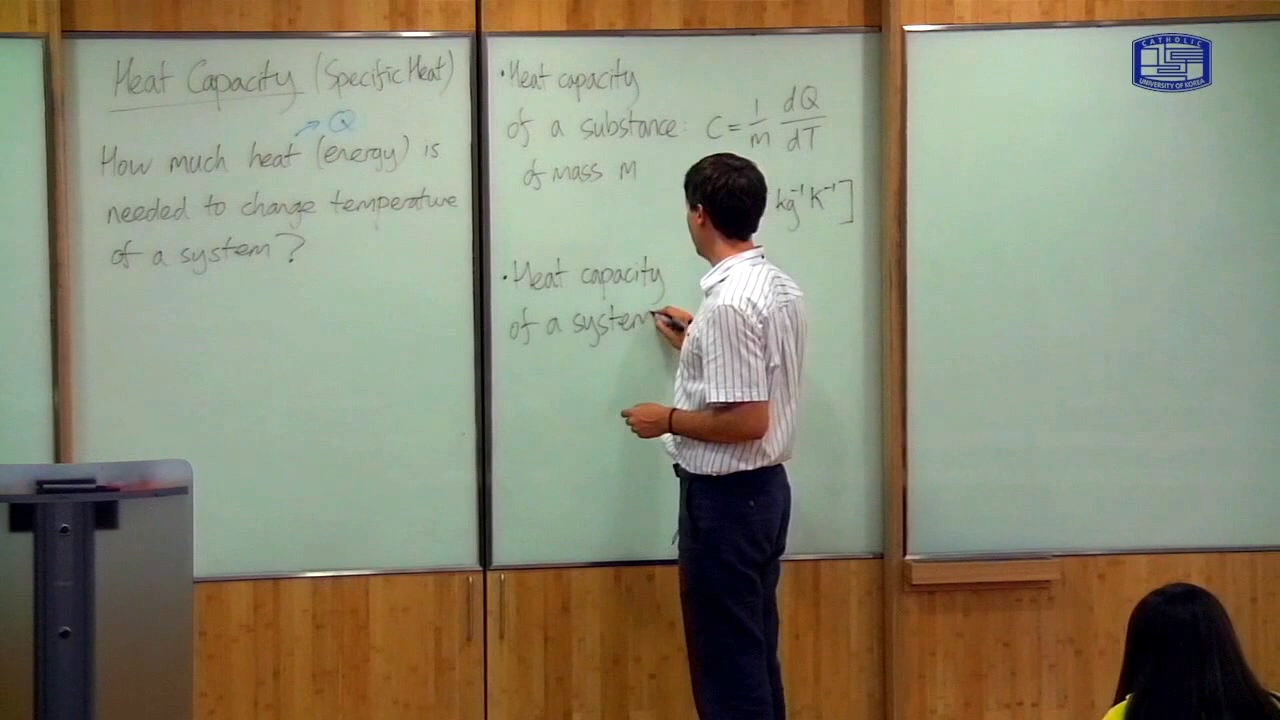 Heat Capacity (Specific Heat)
→ Q
How much heat (energy) is
needed to change temperature
of a system?
•Heat capacity
of a substance: C = 1/m dQ/dT
of mass M
kg⁻¹ K⁻¹ ]
•Heat capacity
of a system
CATHOLIC
UNIVERSITY OF KOREA